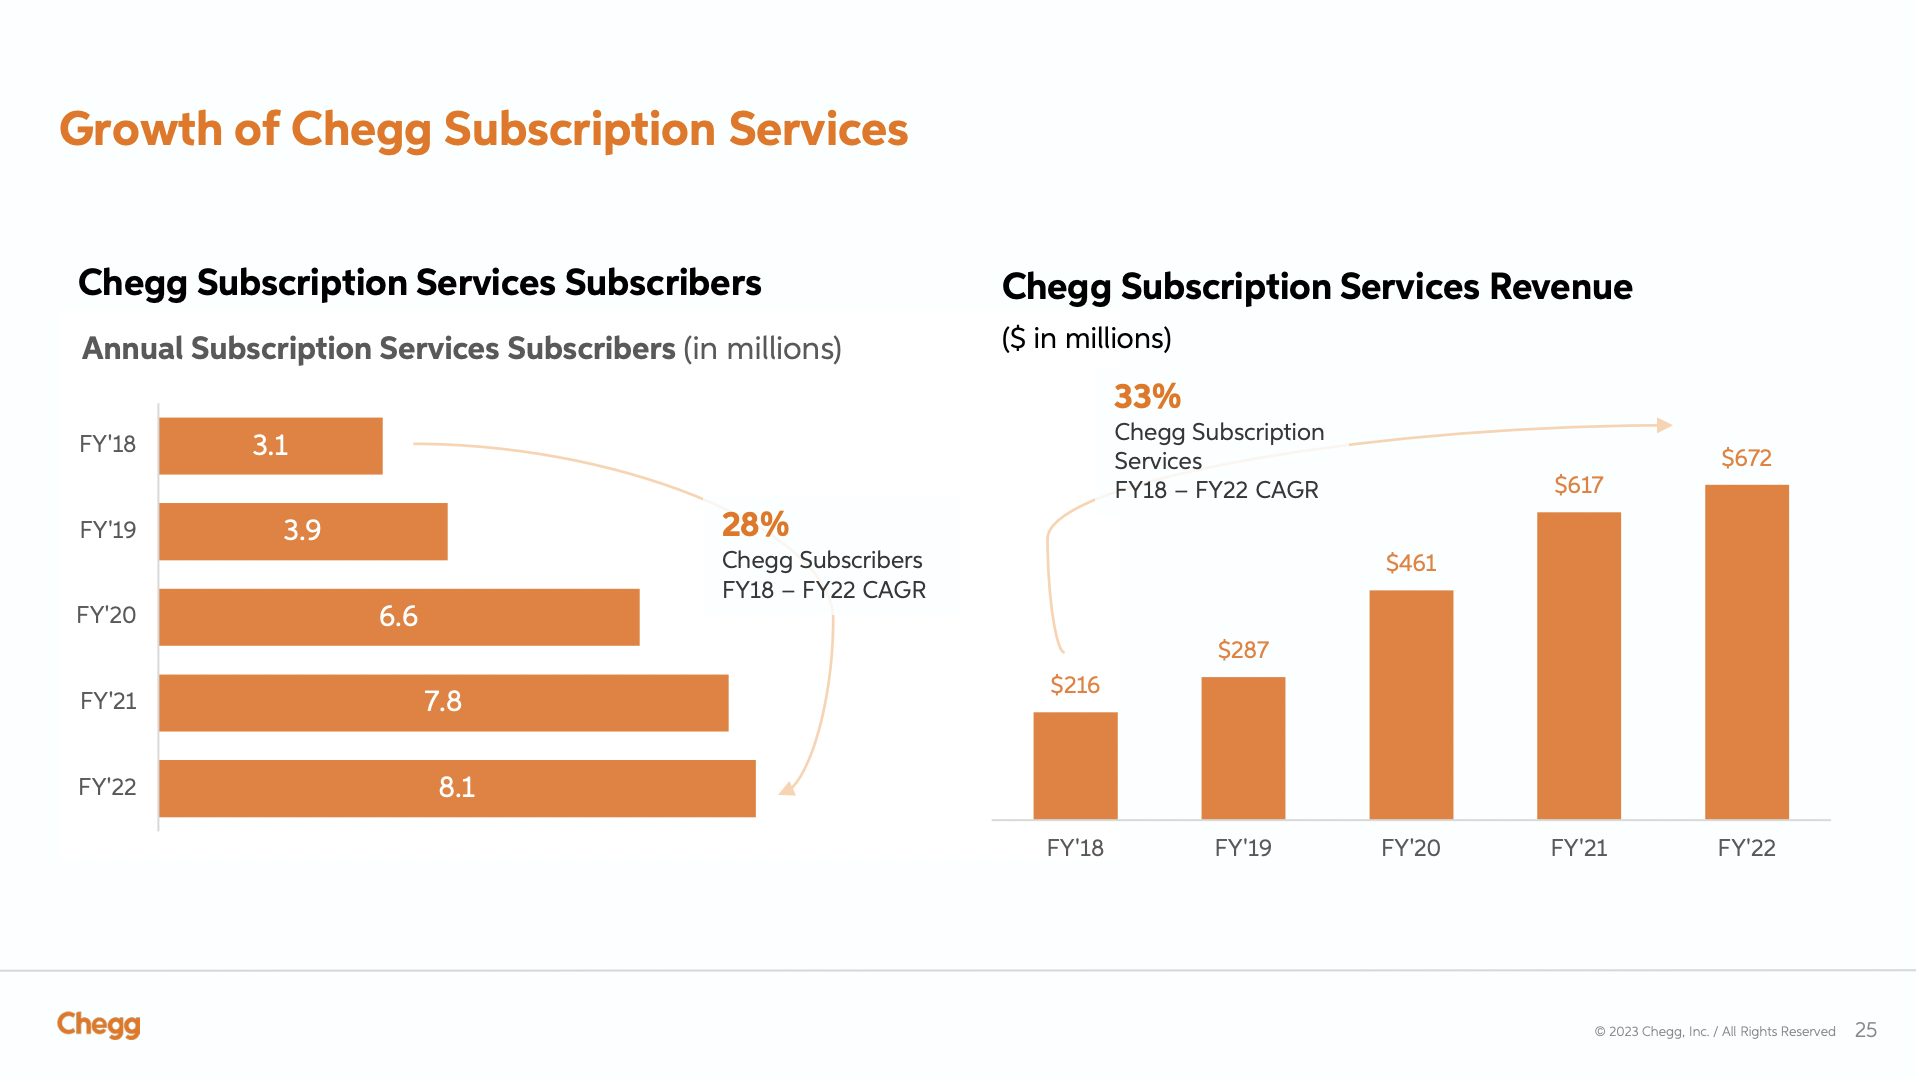 Growth of Chegg Subscription Services
Chegg Subscription Services Subscribers
Annual Subscription Services Subscribers (in millions)
FY'18
3.1
FY'19
3.9
FY'20
6.6
FY'21
7.8
FY'22
8.1
28%
Chegg Subscribers
FY18 – FY22 CAGR
Chegg Subscription Services Revenue
($ in millions)
33%
Chegg Subscription
Services
FY18 – FY22 CAGR
$216
$287
$461
$617
$672
FY'18
FY'19
FY'20
FY'21
FY'22
Chegg
© 2023 Chegg, Inc. / All Rights Reserved
25